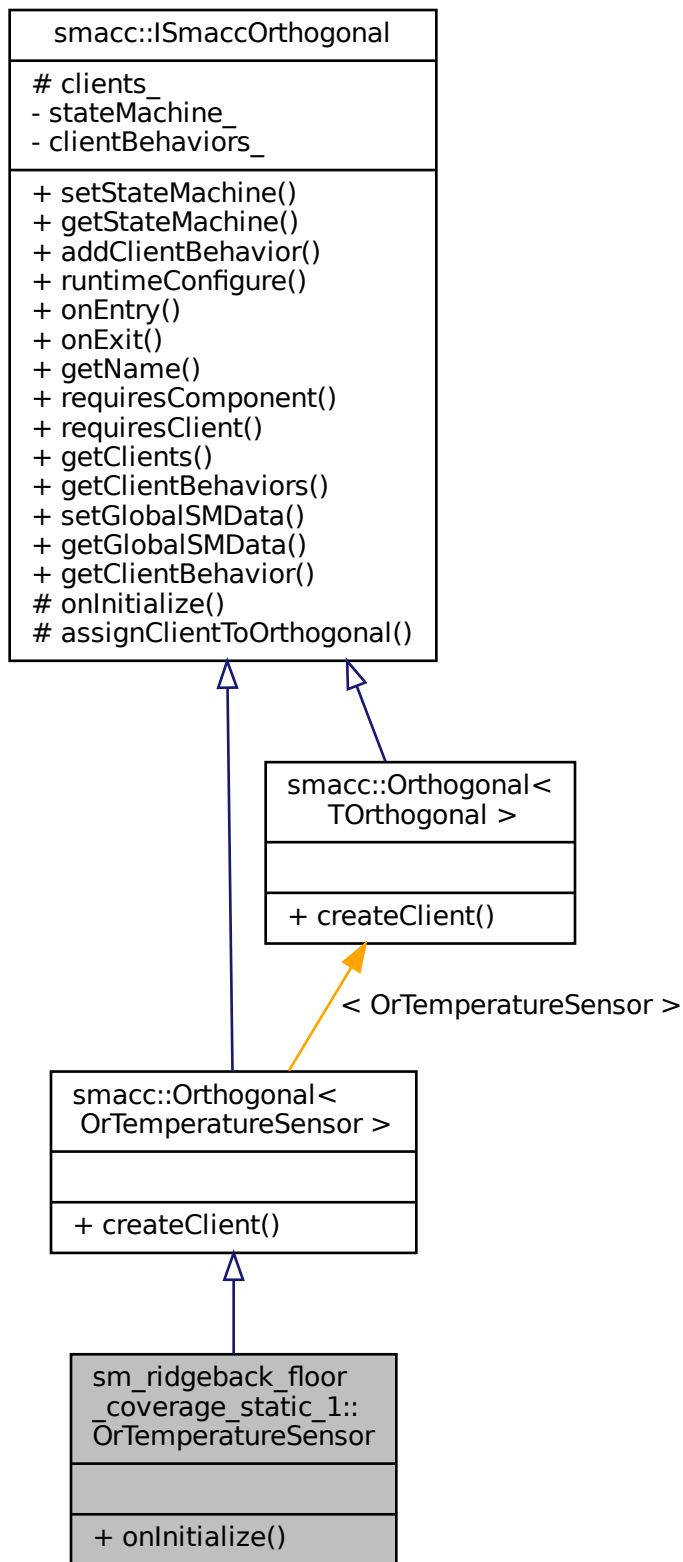 smacc::ISmaccOrthogonal
# clients_
- stateMachine_
- clientBehaviors_
+ setStateMachine()
+ getStateMachine()
+ addClientBehavior()
+ runtimeConfigure()
+ onEntry()
+ onExit()
+ getName()
+ requiresComponent()
+ requiresClient()
+ getClients()
+ getClientBehaviors()
+ setGlobalSMData()
+ getGlobalSMData()
+ getClientBehavior()
# onInitialize()
# assignClientToOrthogonal()
smacc::Orthogonal<
TOrthogonal >
+ createClient()
< OrTemperatureSensor >
smacc::Orthogonal<
OrTemperatureSensor >
+ createClient()
sm_ridgeback_floor
_coverage_static_1::
OrTemperatureSensor
+ onInitialize()